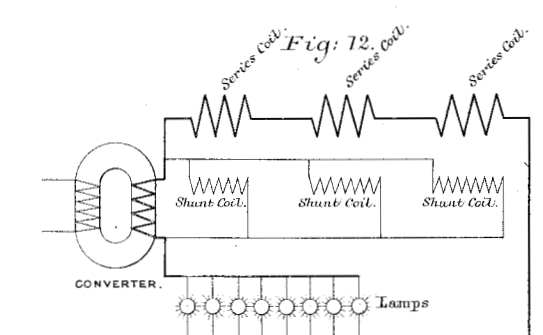 Fig: 12.
Series Coil.
Series Coil.
Series Coil.
Shunt Coil.
Shunt Coil.
Shunt Coil.
CONVERTER.
Lamps